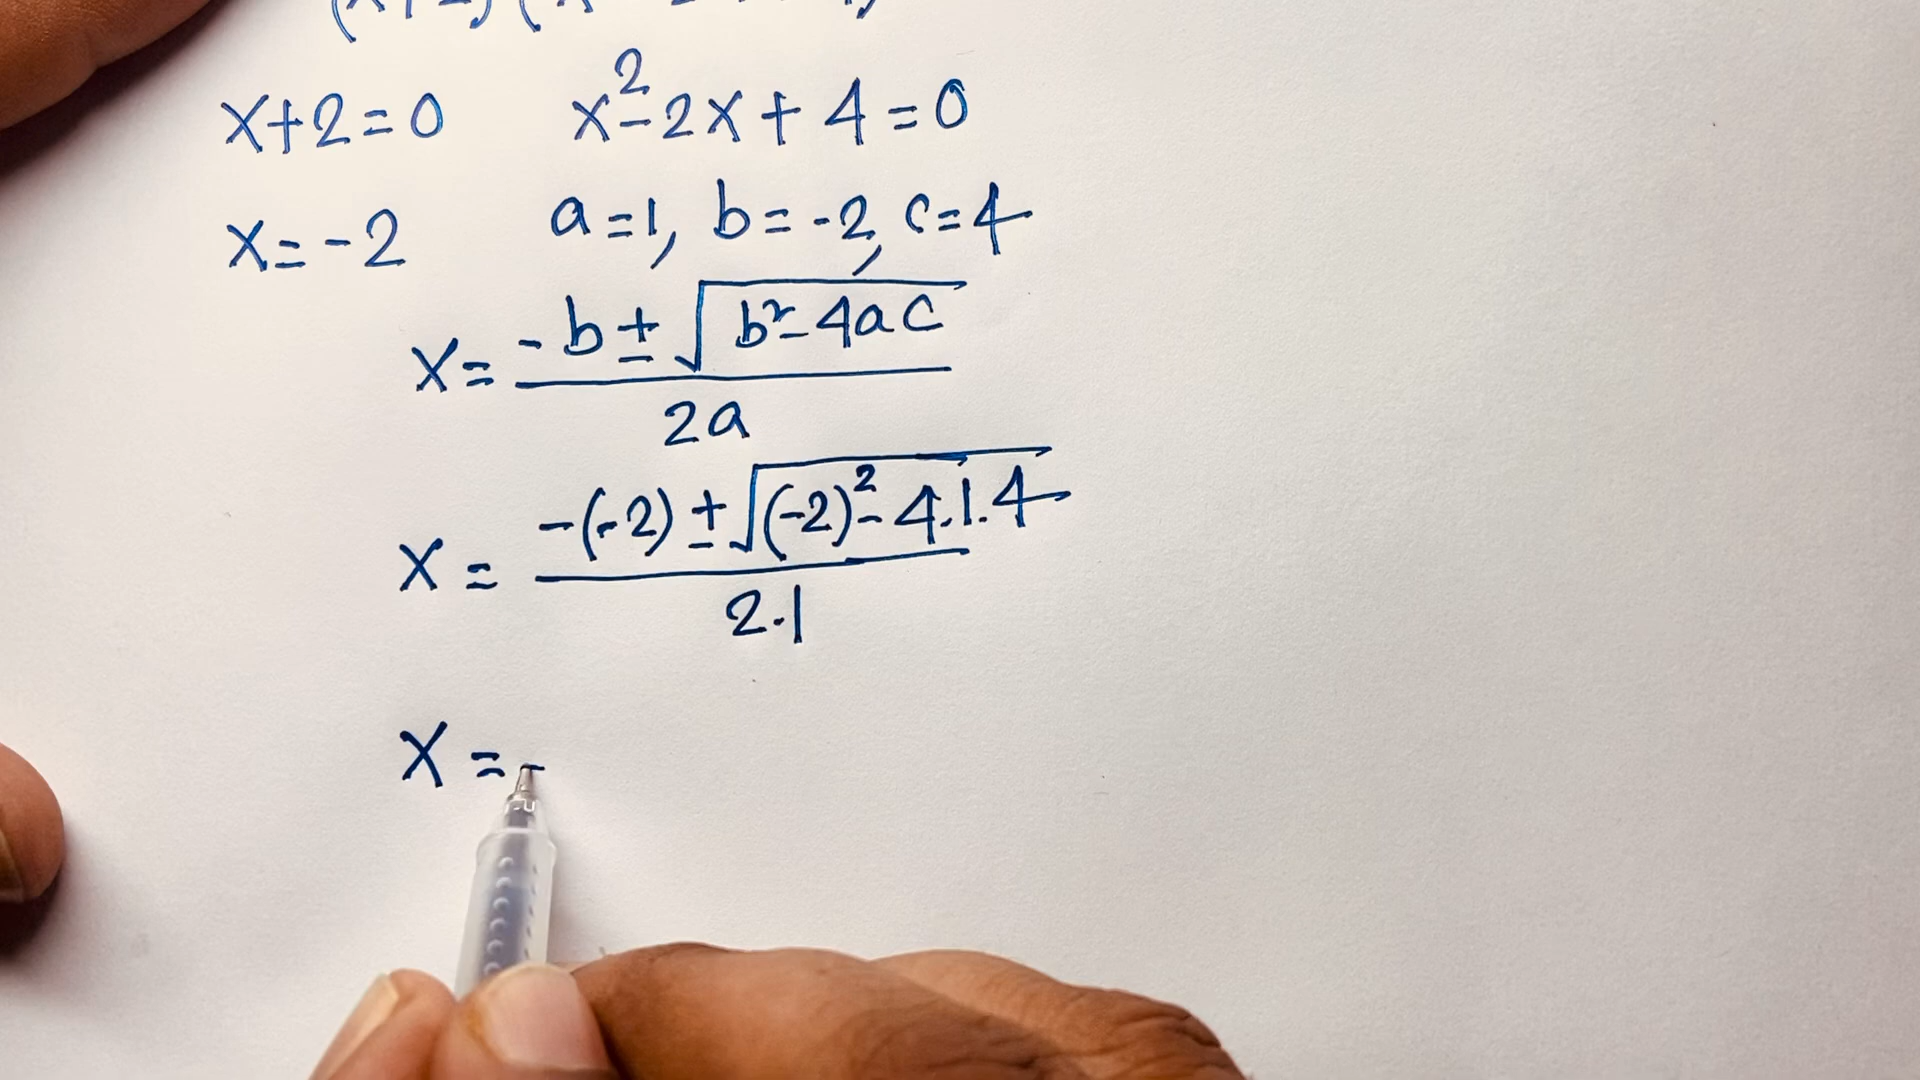 x+2=0 x²-2x+4=0
x=-2 a=1, b=-2, c=4
x= -b±√(b²-4ac) / 2a
x= -(-2)±√((-2)²-4.1.4) / 2.1
x=